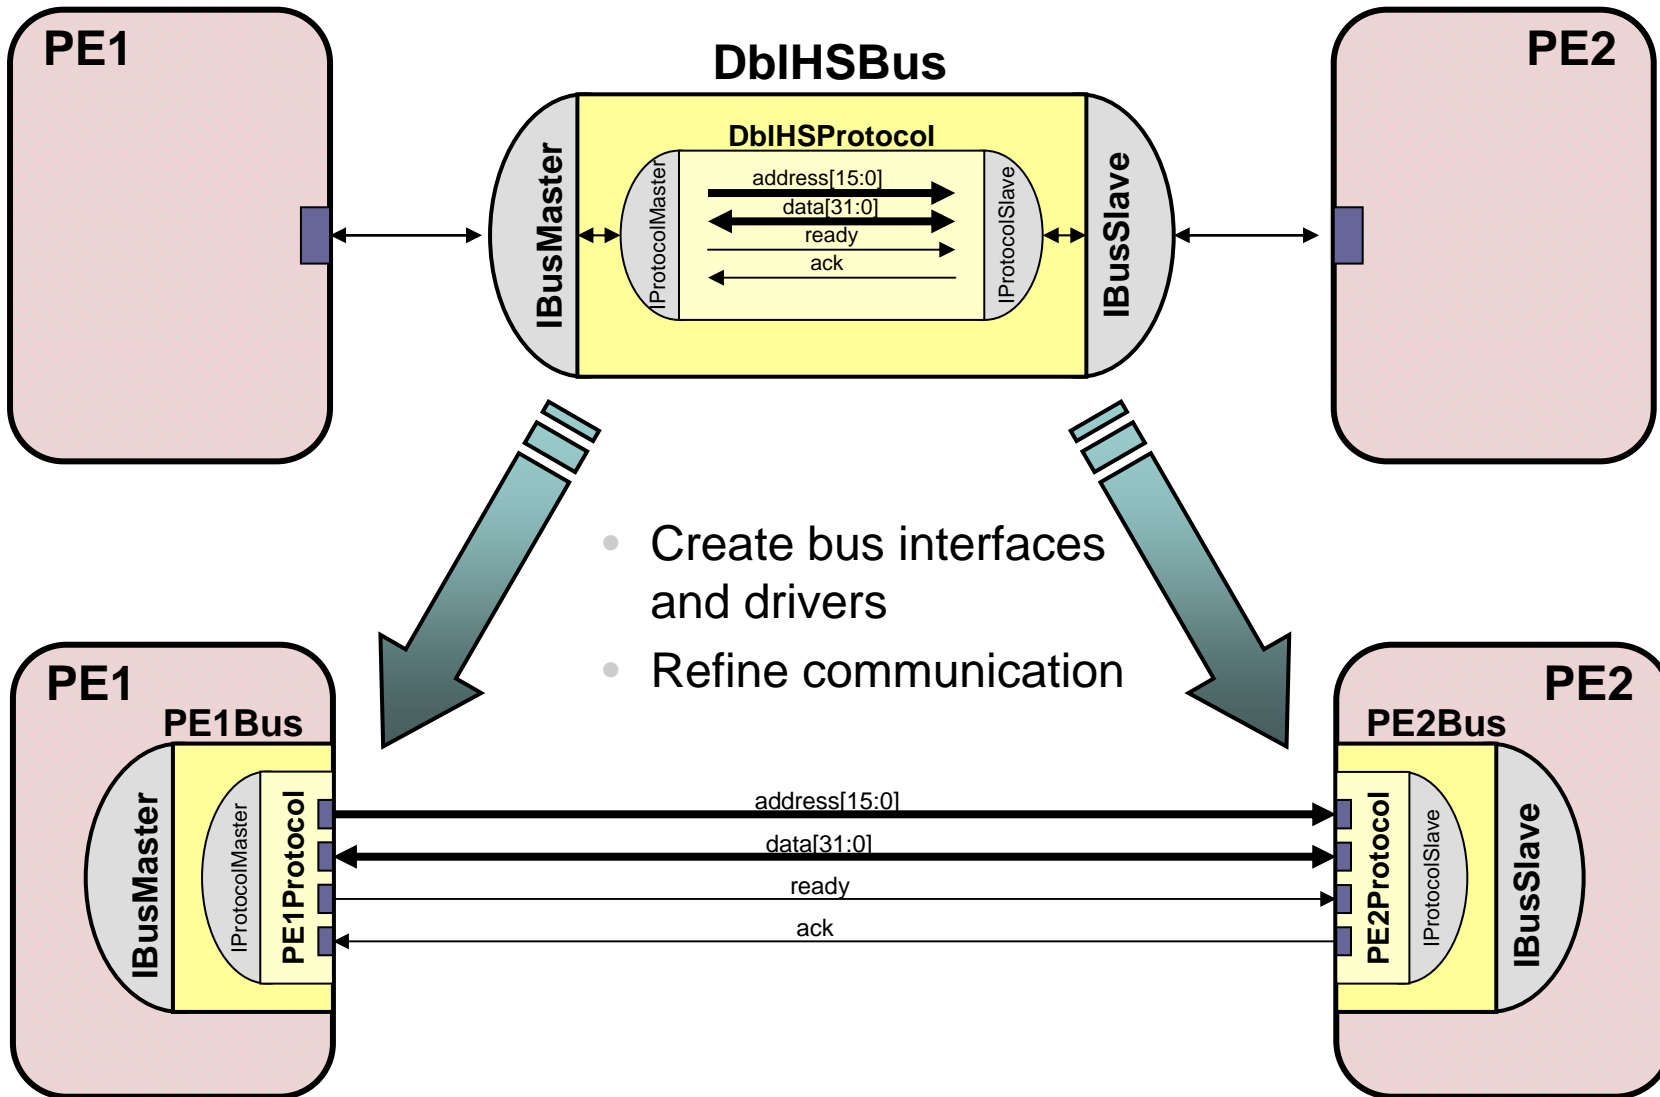 PE1
DblHSBus
PE2
DblHSProtocol
IBusMaster
IProtocolMaster
address[15:0]
data[31:0]
ready
ack
IProtocolSlave
IBusSlave
• Create bus interfaces
and drivers
• Refine communication
PE1
PE1Bus
IBusMaster
IProtocolMaster
PE1Protocol
address[15:0]
data[31:0]
ready
ack
PE2
PE2Bus
PE2Protocol
IProtocolSlave
IBusSlave